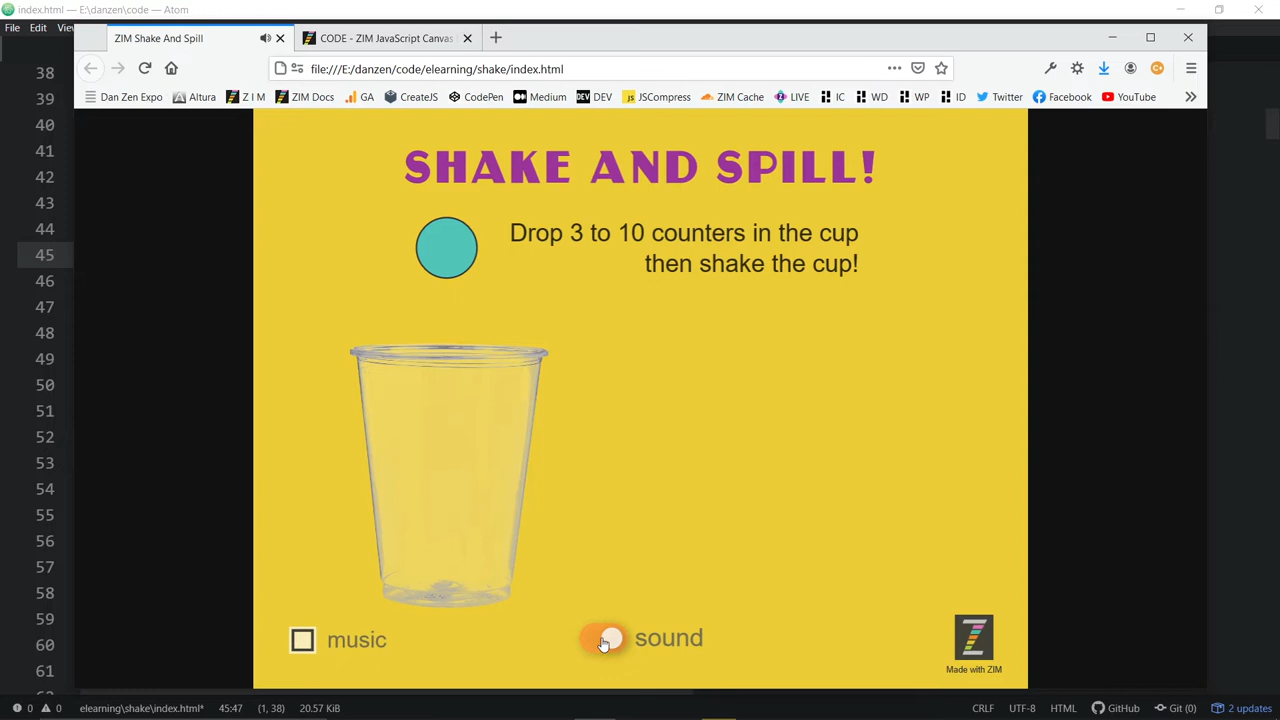 index.html — E:\danzen\code — Atom
File Edit View
ZIM Shake And Spill
CODE - ZIM JavaScript Canvas
file:///E:/danzen/code/elearning/shake/index.html
Dan Zen Expo Altura Z I M ZIM Docs GA CreateJS CodePen Medium DEV JSCompress ZIM Cache LIVE IC WD WP ID Twitter Facebook YouTube
38
39
40
41
42
43
44
45
46
47
48
49
50
51
52
53
54
55
56
57
58
59
60
61
SHAKE AND SPILL!
Drop 3 to 10 counters in the cup
then shake the cup!
music
sound
Made with ZIM
0 0 elearning\shake\index.html* 45:47 (1, 38) 20.57 KiB CRLF UTF-8 HTML GitHub Git (0) 2 updates